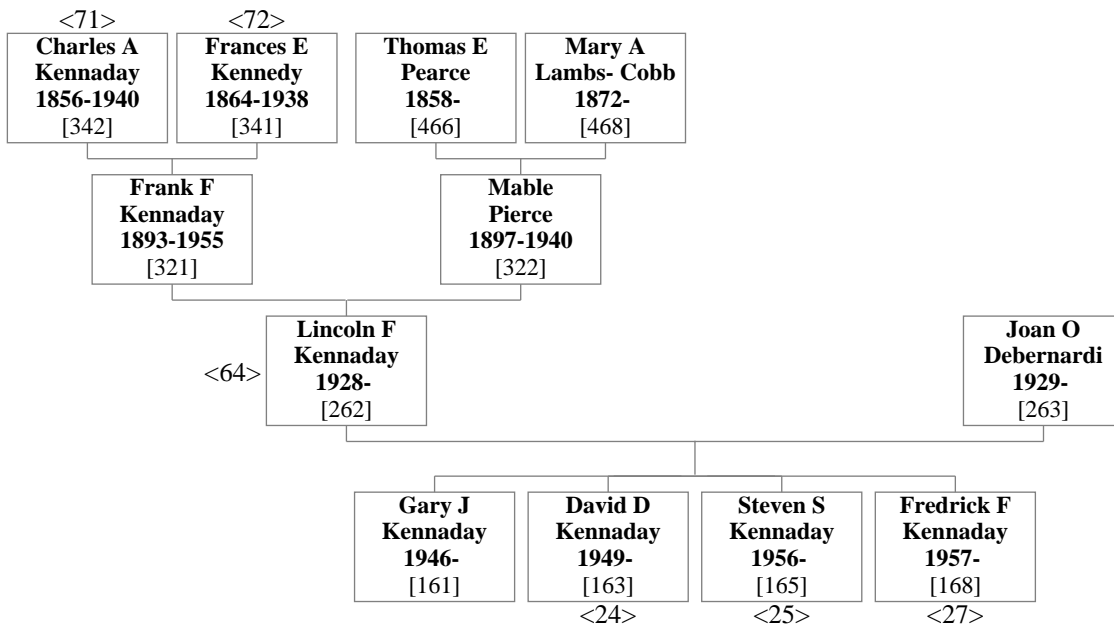 <71>
<72>
Charles A
Kennaday
1856-1940
[342]
Frances E
Kennedy
1864-1938
[341]
Thomas E
Pearce
1858-
[466]
Mary A
Lambs- Cobb
1872-
[468]
Frank F
Kennaday
1893-1955
[321]
Mable
Pierce
1897-1940
[322]
<64>
Lincoln F
Kennaday
1928-
[262]
Joan O
Debernardi
1929-
[263]
Gary J
Kennaday
1946-
[161]
David D
Kennaday
1949-
[163]
<24>
Steven S
Kennaday
1956-
[165]
<25>
Fredrick F
Kennaday
1957-
[168]
<27>